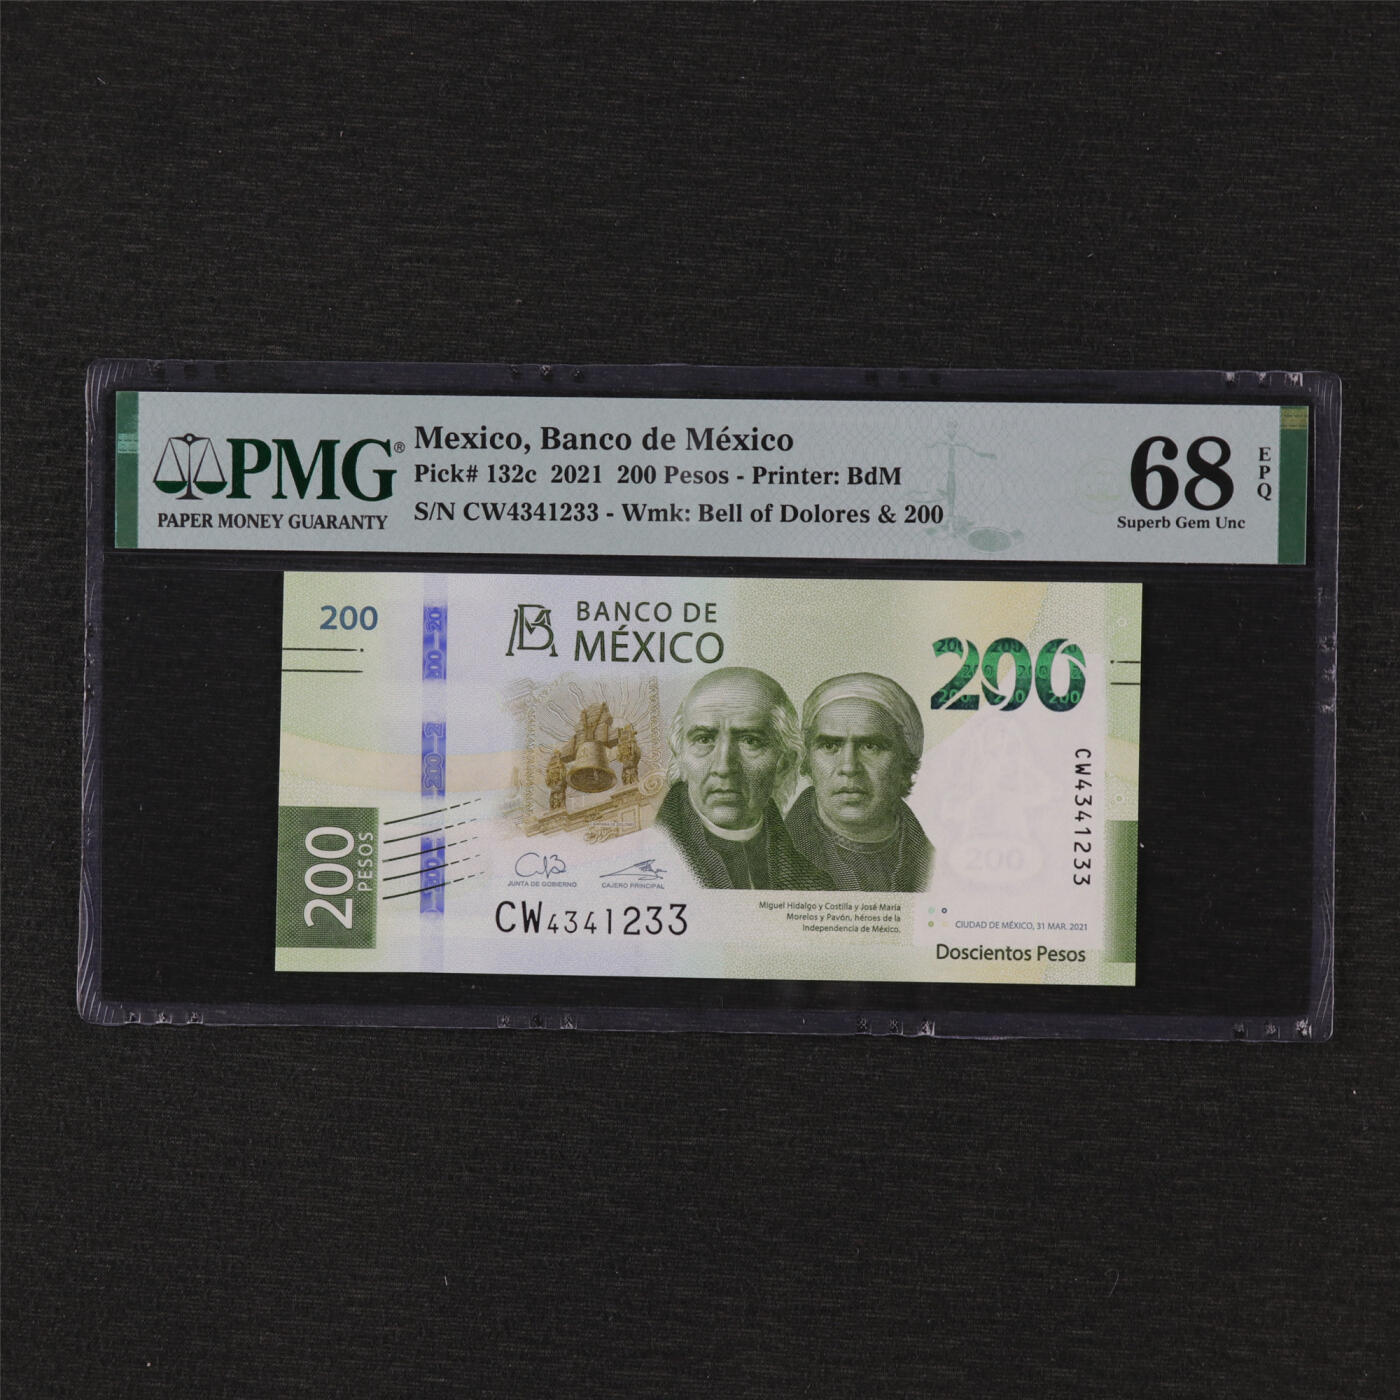 PMG®
PAPER MONEY GUARANTY
Mexico, Banco de México
Pick# 132c 2021 200 Pesos - Printer: BdM
S/N CW4341233 - Wmk: Bell of Dolores & 200
68
EPQ
Superb Gem Unc
200
BM
BANCO DE
MÉXICO
200
CW4341233
200
200
PESOS
JUNTA DE GOBIERNO
CAJERO PRINCIPAL
CW4341233
Miguel Hidalgo y Costilla y José María
Morelos y Pavón, héroes de la
Independencia de México.
CIUDAD DE MÉXICO, 31 MAR. 2021
Doscientos Pesos